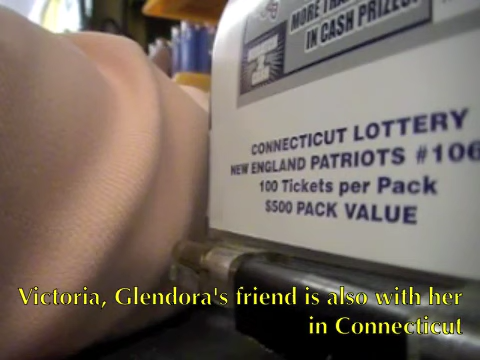 MORE THA
IN CASH PRIZES
CONNECTICUT LOTTERY
NEW ENGLAND PATRIOTS #106
100 Tickets per Pack
$500 PACK VALUE
Victoria, Glendora's friend is also with her
in Connecticut